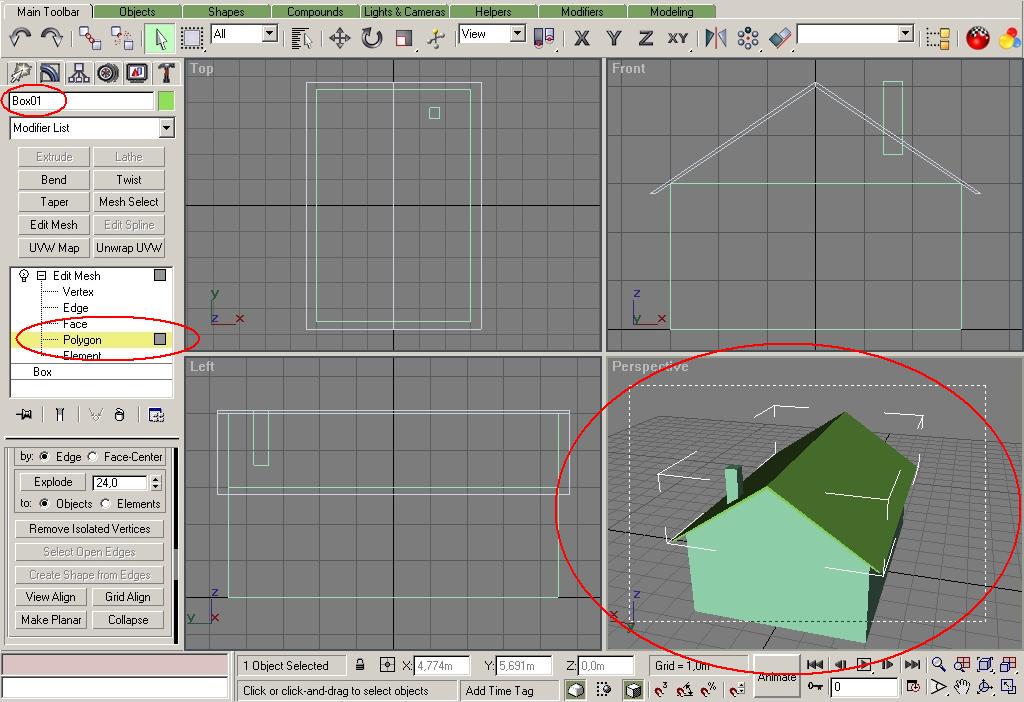 Main Toolbar Objects Shapes Compounds Lights & Cameras Helpers Modifiers Modeling
All View X Y Z XY
Box01
Modifier List
Extrude Lathe
Bend Twist
Taper Mesh Select
Edit Mesh Edit Spline
UVW Map Unwrap UVW
Edit Mesh
Vertex
Edge
Face
Polygon
Element
Box
by: Edge Face-Center
Explode 24,0
to: Objects Elements
Remove Isolated Vertices
Select Open Edges
Create Shape from Edges
View Align Grid Align
Make Planar Collapse
Top
y
z x
Front
z
y x
Left
z
y x
Perspective
z
x
y
1 Object Selected X: 4,774m Y: 5,691m Z: 0,0m Grid = 1,0m Animate
Click or click-and-drag to select objects Add Time Tag 3 % 0